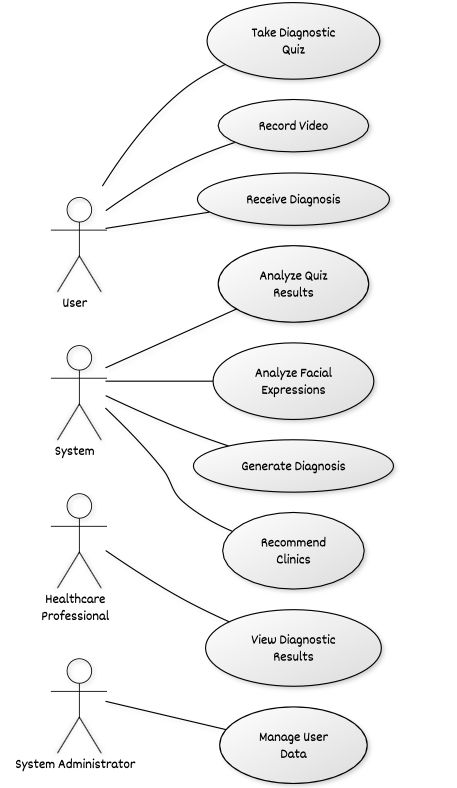 Take Diagnostic
Quiz
Record Video
Receive Diagnosis
User
Analyze Quiz
Results
Analyze Facial
Expressions
System
Generate Diagnosis
Recommend
Clinics
Healthcare
Professional
View Diagnostic
Results
Manage User
Data
System Administrator